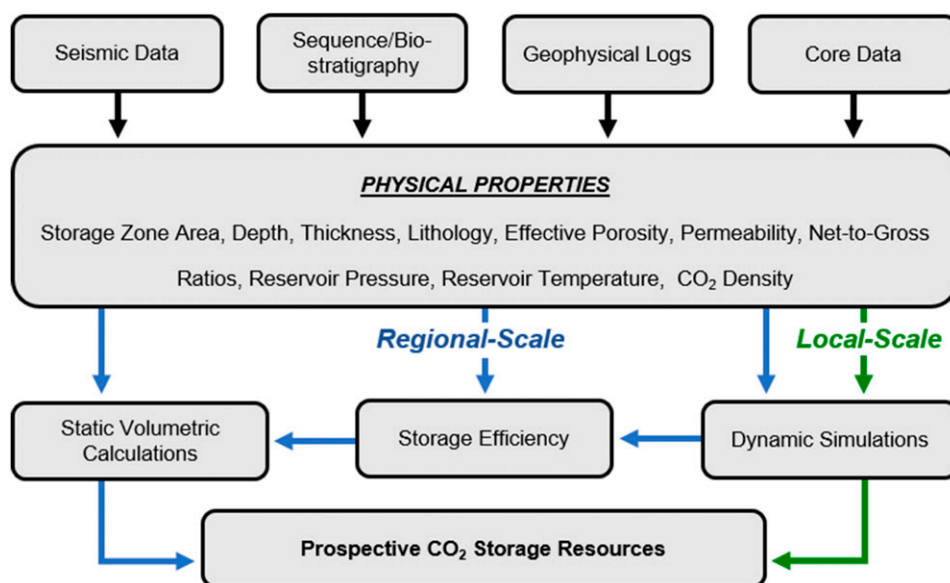 Seismic Data
Sequence/Bio-
stratigraphy
Geophysical Logs
Core Data
PHYSICAL PROPERTIES
Storage Zone Area, Depth, Thickness, Lithology, Effective Porosity, Permeability, Net-to-Gross
Ratios, Reservoir Pressure, Reservoir Temperature, CO₂ Density
Regional-Scale
Local-Scale
Static Volumetric
Calculations
Storage Efficiency
Dynamic Simulations
Prospective CO₂ Storage Resources